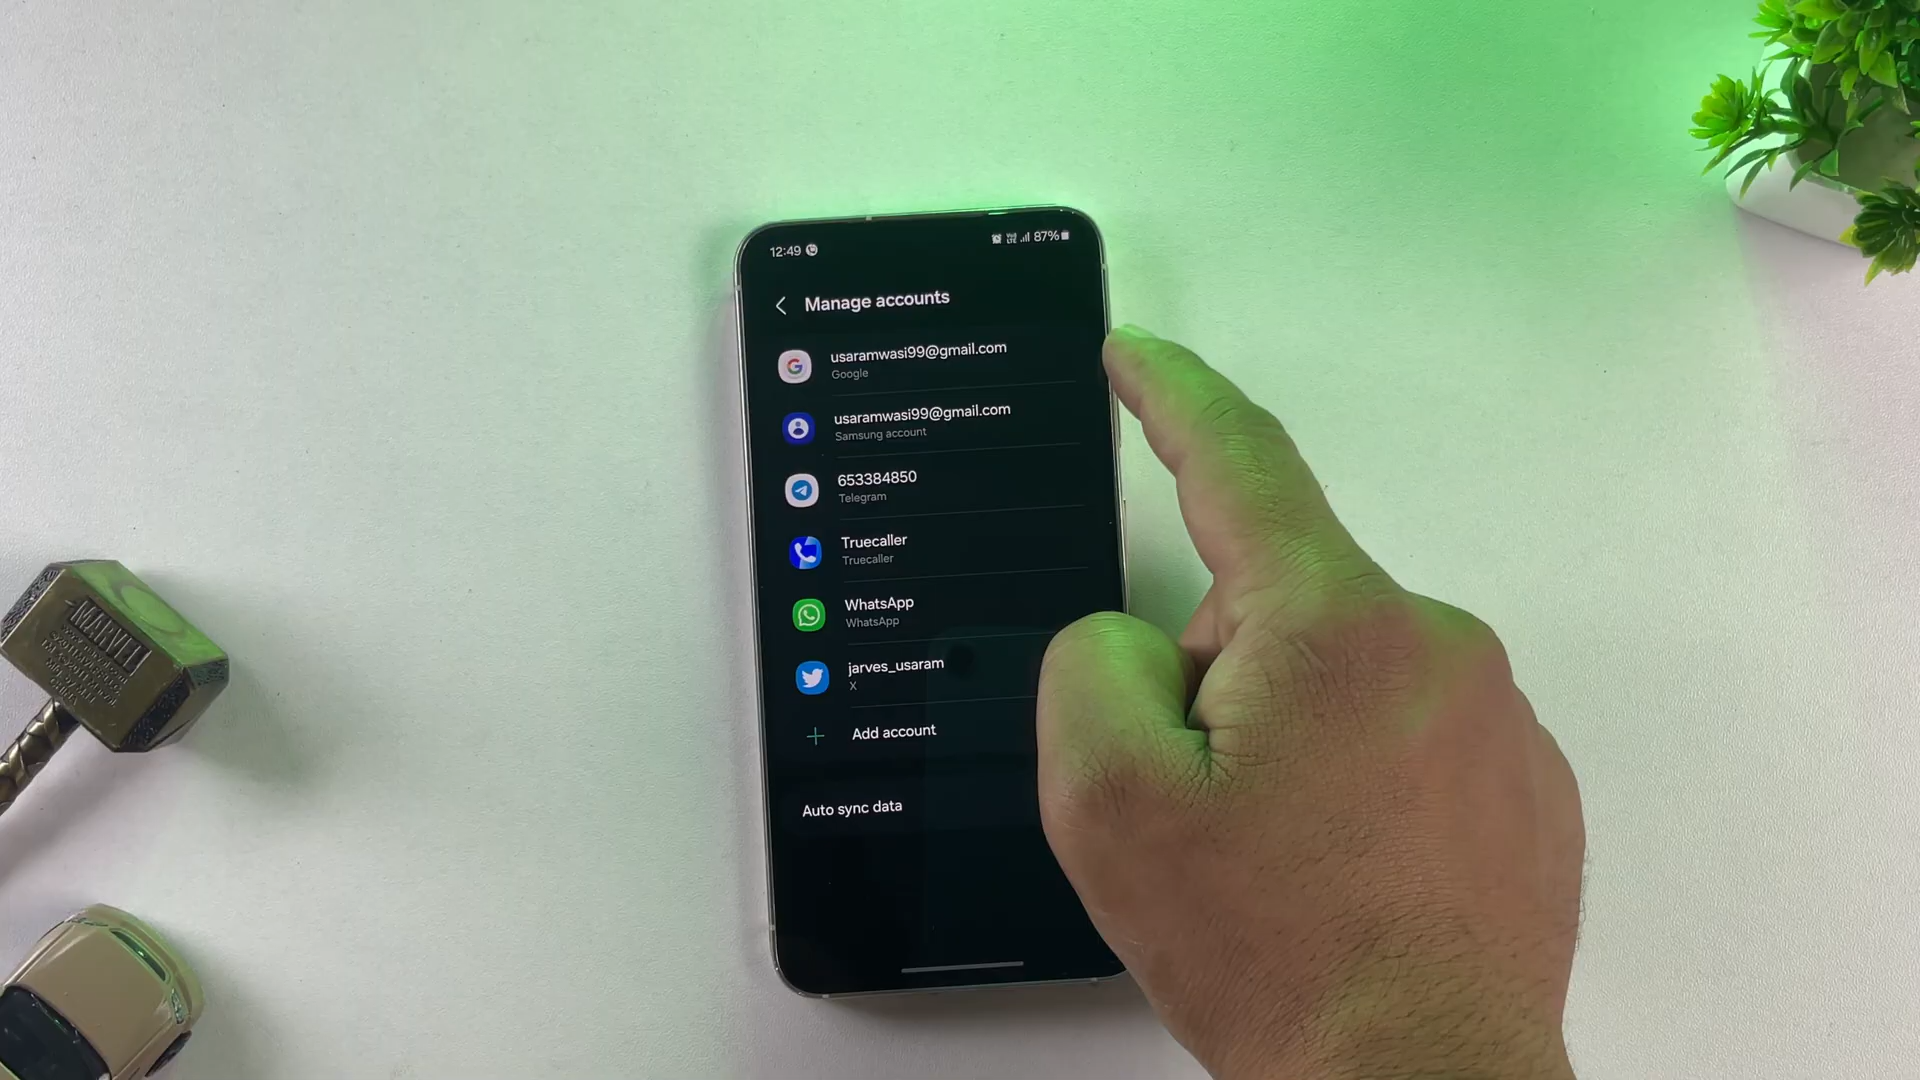 12:49
87%
Manage accounts
usaramwasi99@gmail.com
Google
usaramwasi99@gmail.com
Samsung account
653384850
Telegram
Truecaller
Truecaller
WhatsApp
WhatsApp
jarves_usaram
X
Add account
Auto sync data
MARVEL